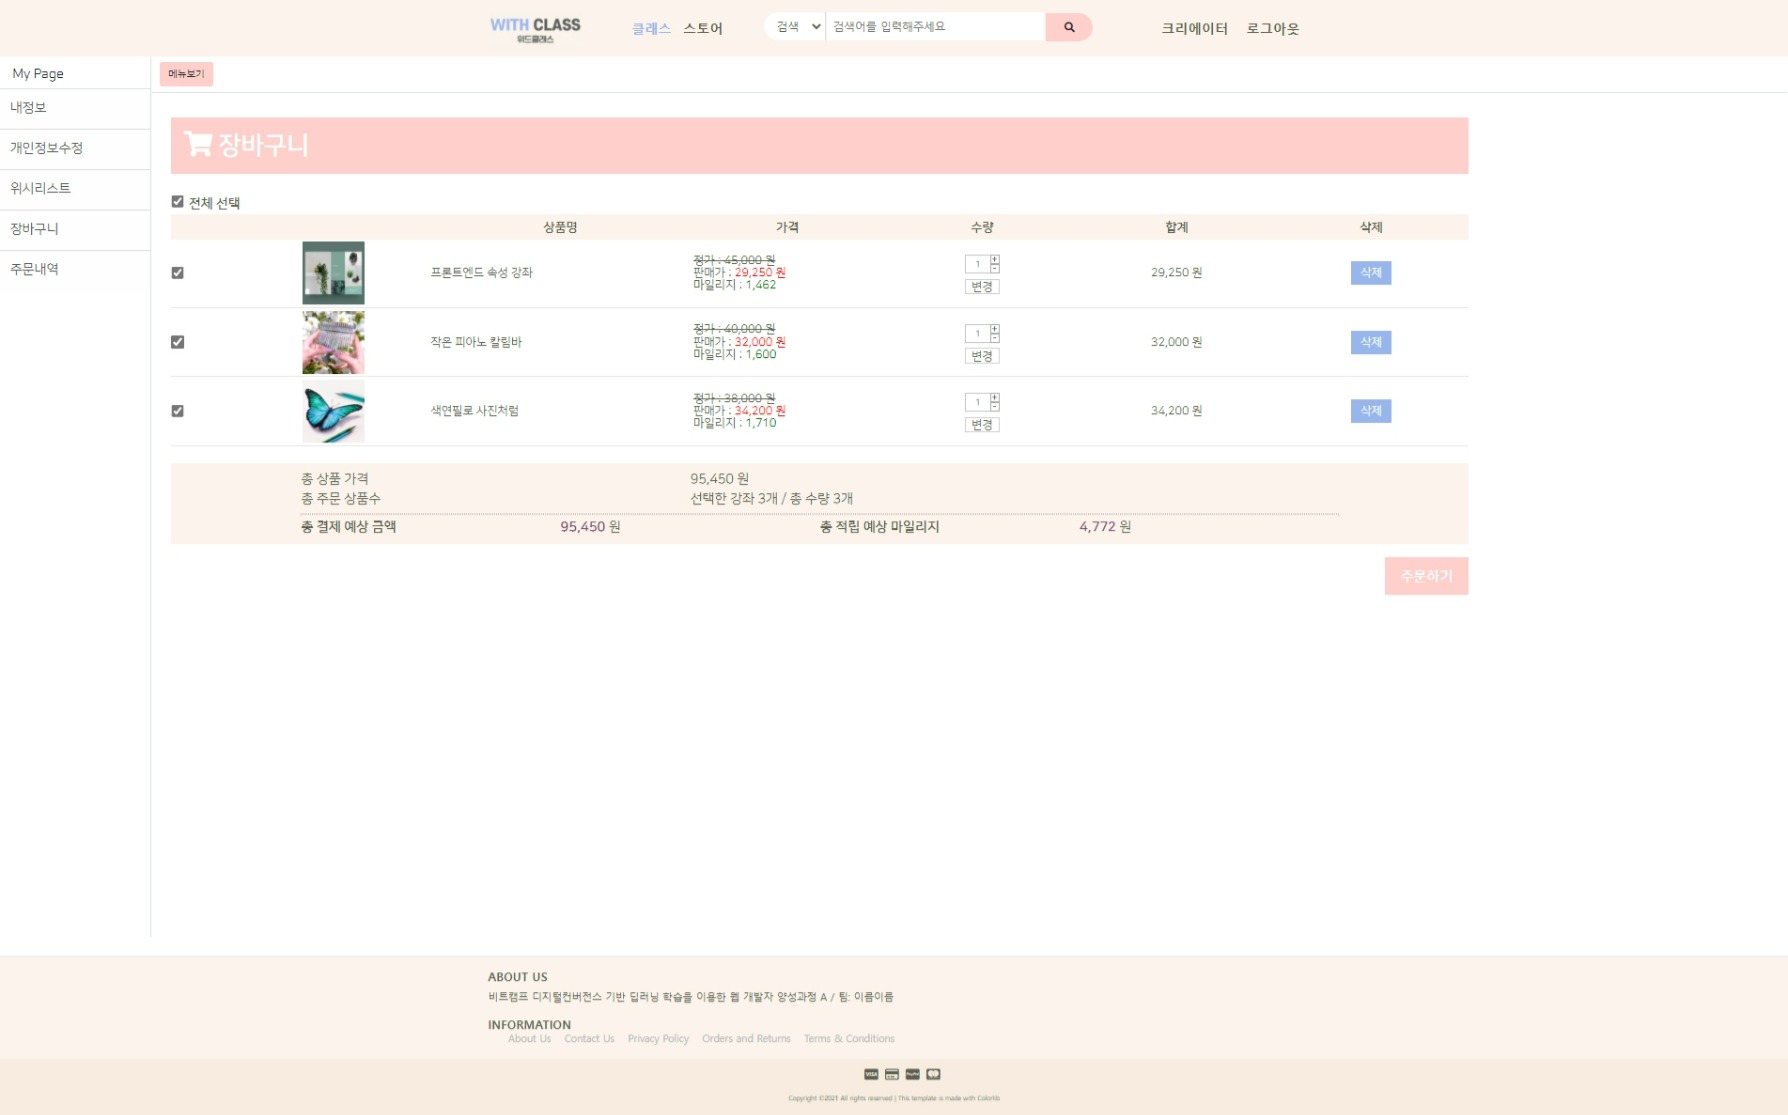 WITH CLASS
위드클래스
클래스 스토어
검색 검색어를 입력해주세요
크리에이터 로그아웃
My Page
메뉴보기
내정보
개인정보수정
위시리스트
장바구니
주문내역
장바구니
전체 선택
상품명 가격 수량 합계 삭제
정가 : 45,000 원
프론트엔드 속성 강좌 판매가 : 29,250 원 1 + - 29,250 원 삭제
마일리지 : 1,462
변경
정가 : 40,000 원
작은 피아노 칼림바 판매가 : 32,000 원 1 + - 32,000 원 삭제
마일리지 : 1,600
변경
정가 : 38,000 원
색연필로 사진처럼 판매가 : 34,200 원 1 + - 34,200 원 삭제
마일리지 : 1,710
변경
총 상품 가격 95,450 원
총 주문 상품수 선택한 강좌 3개 / 총 수량 3개
총 결제 예상 금액 95,450 원 총 적립 예상 마일리지 4,772 원
주문하기
ABOUT US
비트캠프 디지털컨버전스 기반 딥러닝 학습을 이용한 웹 개발자 양성과정 A / 팀: 이름이름
INFORMATION
About Us Contact Us Privacy Policy Orders and Returns Terms & Conditions
VISA PayPal
Copyright ©2021 All rights reserved | This template is made with Colorlib